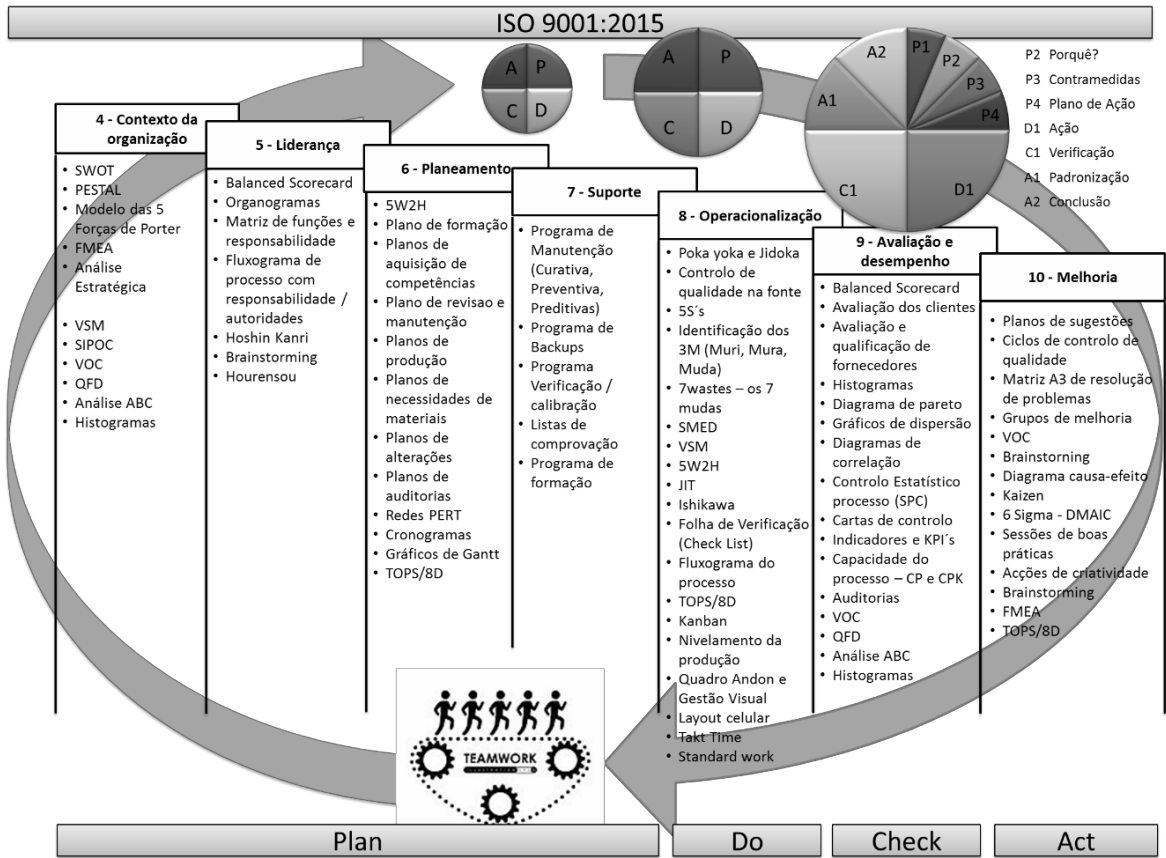 ISO 9001:2015
A P
C D
A P
C D
A2 P1 P2 P3 P4
A1
C1 D1
P2 Porquê?
P3 Contramedidas
P4 Plano de Ação
D1 Ação
C1 Verificação
A1 Padronização
A2 Conclusão
4 - Contexto da
organização
• SWOT
• PESTAL
• Modelo das 5
Forças de Porter
• FMEA
• Análise
Estratégica
• VSM
• SIPOC
• VOC
• QFD
• Análise ABC
• Histogramas
5 - Liderança
• Balanced Scorecard
• Organogramas
• Matriz de funções e
responsabilidade
• Fluxograma de
processo com
responsabilidade /
autoridades
• Hoshin Kanri
• Brainstorming
• Hourensou
6 - Planeamento
• 5W2H
• Plano de formação
• Planos de
aquisição de
competências
• Plano de revisao e
manutenção
• Planos de
produção
• Planos de
necessidades de
materiais
• Planos de
alterações
• Planos de
auditorias
• Redes PERT
• Cronogramas
• Gráficos de Gantt
• TOPS/8D
7 - Suporte
• Programa de
Manutenção
(Curativa,
Preventiva,
Preditivas)
• Programa de
Backups
• Programa
Verificação /
calibração
• Listas de
comprovação
• Programa de
formação
8 - Operacionalização
• Poka yoka e Jidoka
• Controlo de
qualidade na fonte
• 5S´s
• Identificação dos
3M (Muri, Mura,
Muda)
• 7wastes – os 7
mudas
• SMED
• VSM
• 5W2H
• JIT
• Ishikawa
• Folha de Verificação
(Check List)
• Fluxograma do
processo
• TOPS/8D
• Kanban
• Nivelamento da
produção
• Quadro Andon e
Gestão Visual
• Layout celular
• Takt Time
• Standard work
9 - Avaliação e
desempenho
• Balanced Scorecard
• Avaliação dos clientes
• Avaliação e
qualificação de
fornecedores
• Histogramas
• Diagrama de pareto
• Gráficos de dispersão
• Diagramas de
correlação
• Controlo Estatístico
processo (SPC)
• Cartas de controlo
• Indicadores e KPI´s
• Capacidade do
processo – CP e CPK
• Auditorias
• VOC
• QFD
• Análise ABC
• Histogramas
10 - Melhoria
• Planos de sugestões
• Ciclos de controlo de
qualidade
• Matriz A3 de resolução
de problemas
• Grupos de melhoria
• VOC
• Brainstorning
• Diagrama causa-efeito
• Kaizen
• 6 Sigma - DMAIC
• Sessões de boas
práticas
• Acções de criatividade
• Brainstorming
• FMEA
• TOPS/8D
TEAMWORK
Plan
Do
Check
Act